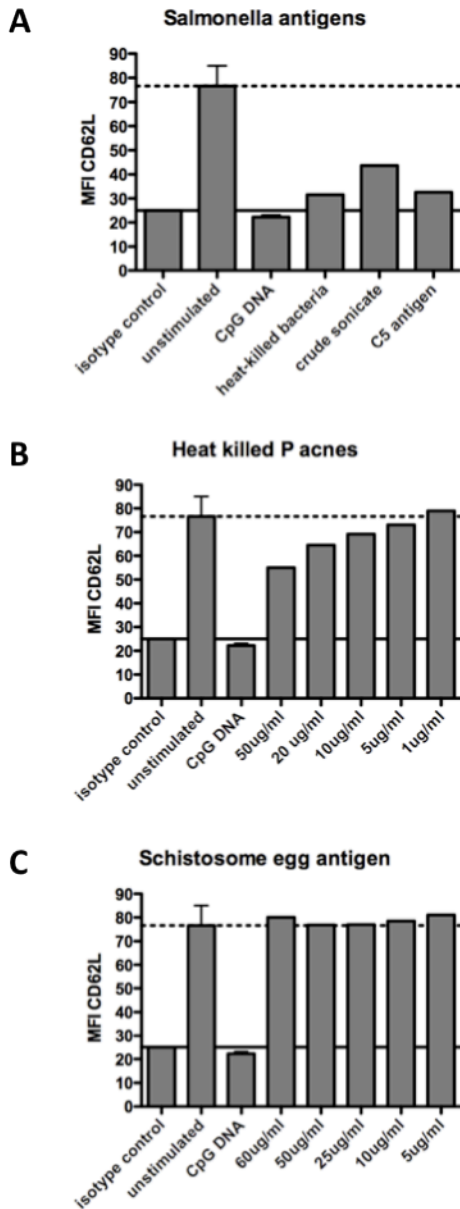 A
Salmonella antigens
MFI CD62L
90
80
70
60
50
40
30
20
10
0
isotype control
unstimulated
CpG DNA
heat-killed bacteria
crude sonicate
C5 antigen
B
Heat killed P acnes
MFI CD62L
90
80
70
60
50
40
30
20
10
0
isotype control
unstimulated
CpG DNA
50ug/ml
20 ug/ml
10ug/ml
5ug/ml
1ug/ml
C
Schistosome egg antigen
MFI CD62L
90
80
70
60
50
40
30
20
10
0
isotype control
unstimulated
CpG DNA
60ug/ml
50ug/ml
25ug/ml
10ug/ml
5ug/ml